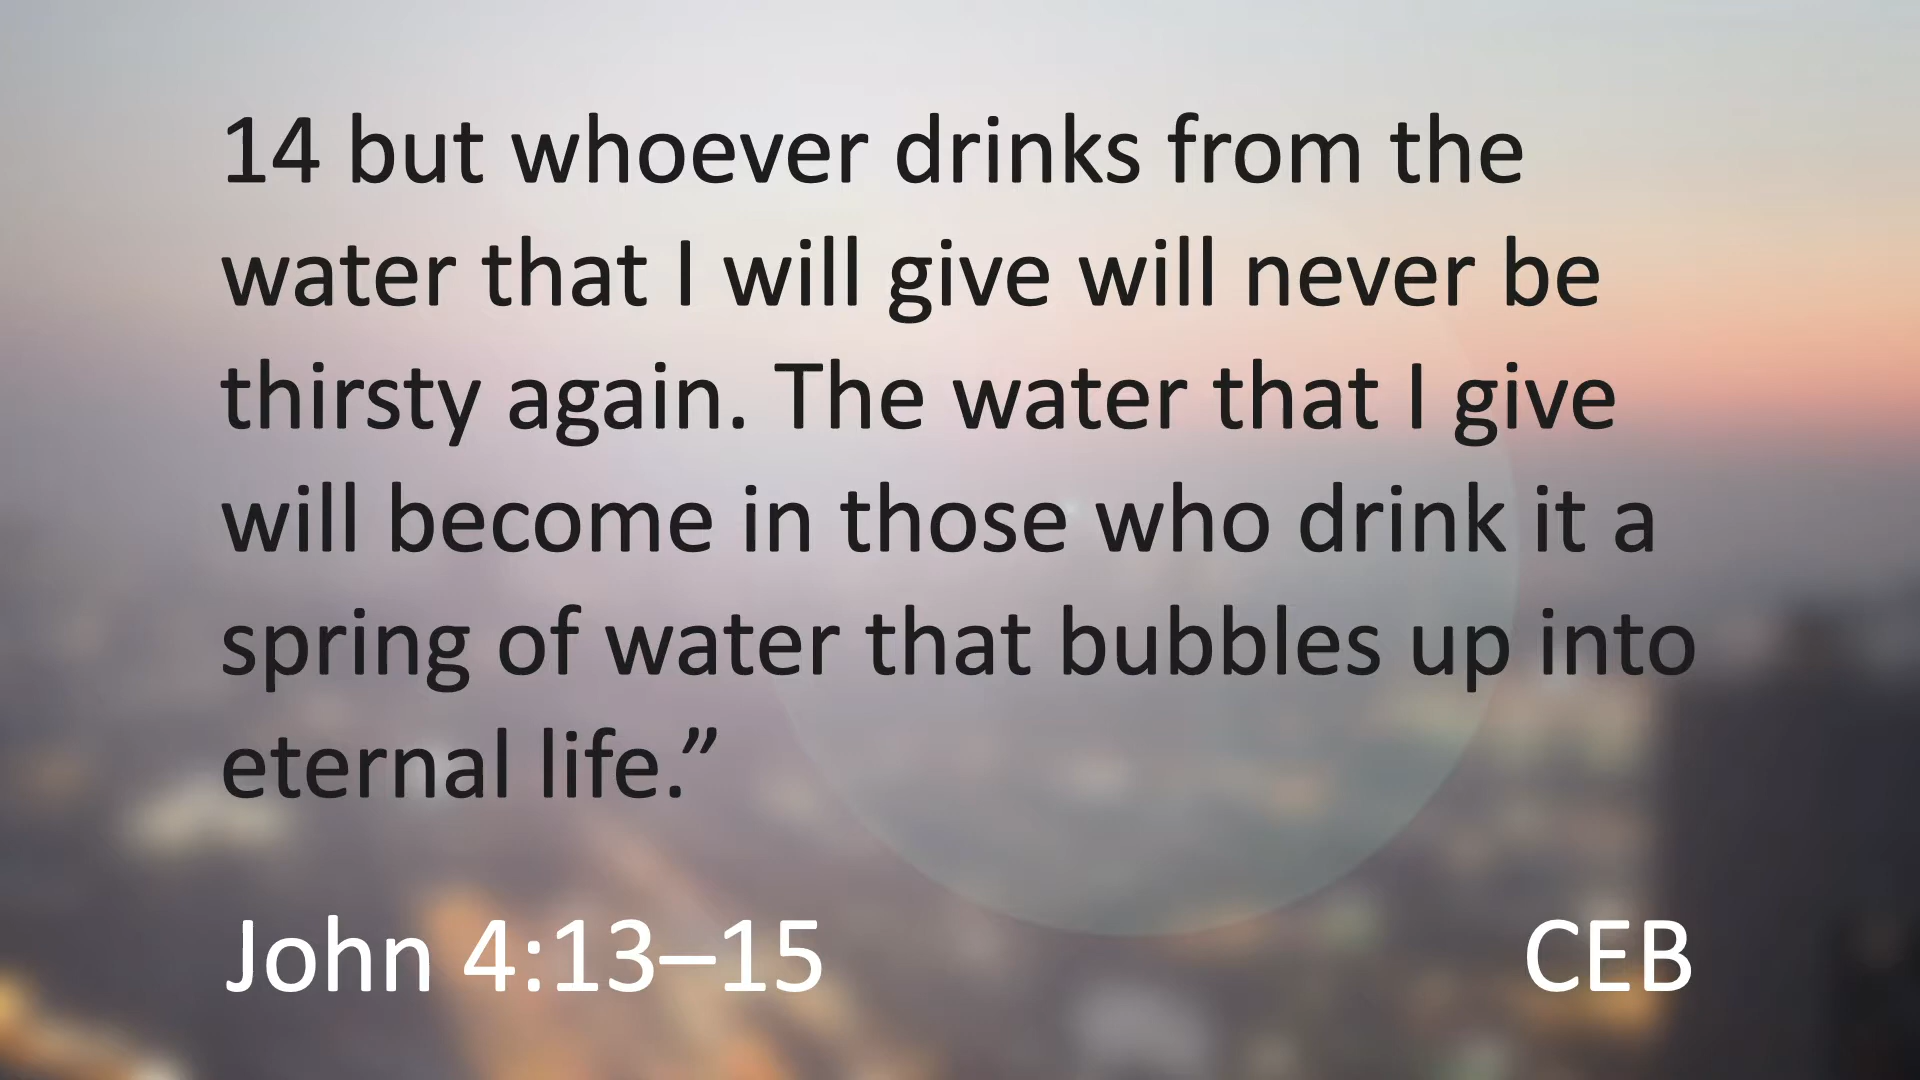 14 but whoever drinks from the
water that I will give will never be
thirsty again. The water that I give
will become in those who drink it a
spring of water that bubbles up into
eternal life.”
John 4:13–15 CEB